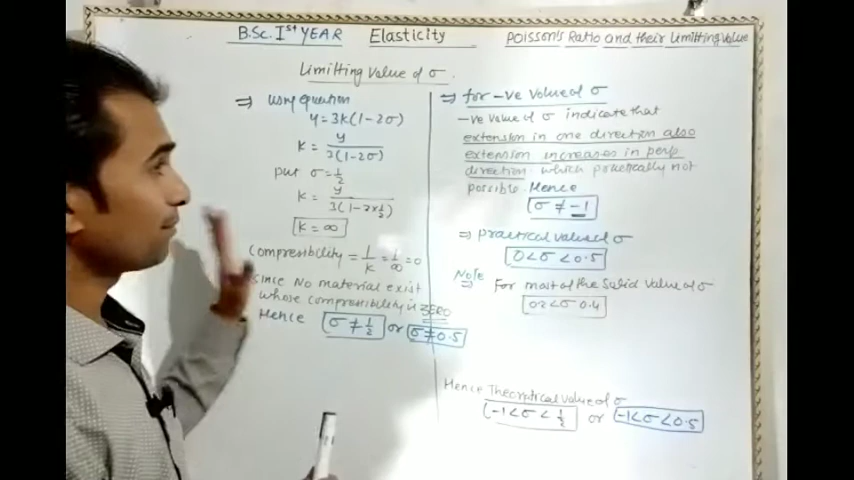 B.Sc. Ist YEAR Elasticity Poisson's Ratio and their Limitting value
Limitting value of σ
⇒ using equation
y = 3k(1-2σ)
k = y / 3(1-2σ)
put σ = 1/2
k = y / 3(1-2×1/2)
k = ∞
Compressibility = 1/k = 1/∞ = 0
since No material exist
whose compressibility is ZERO
Hence σ ≠ 1/2 or σ ≠ 0.5
⇒ for -ve value of σ
-ve value of σ indicate that
extension in one direction also
extension increases in perp
direction which practically not
possible. Hence
σ ≠ -1
⇒ practical value of σ
0 < σ < 0.5
Note ⇒ For most of the Solid value of σ
0.2 < σ 0.4
Hence Theoretical value of σ
-1 < σ < 1/2 or -1 < σ < 0.5